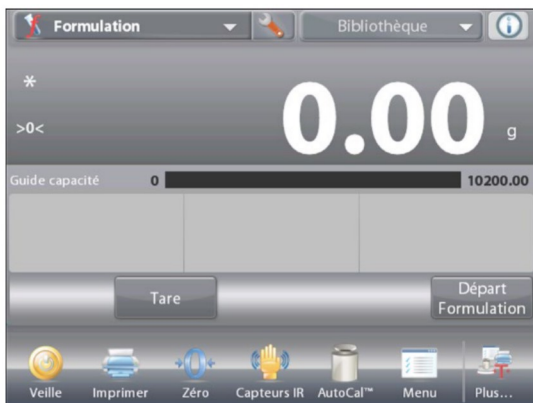 Formulation
Bibliothèque
*
>0<
0.00 g
Guide capacité 0 10200.00
Tare
Départ
Formulation
Veille Imprimer Zéro Capteurs IR AutoCal™ Menu Plus...